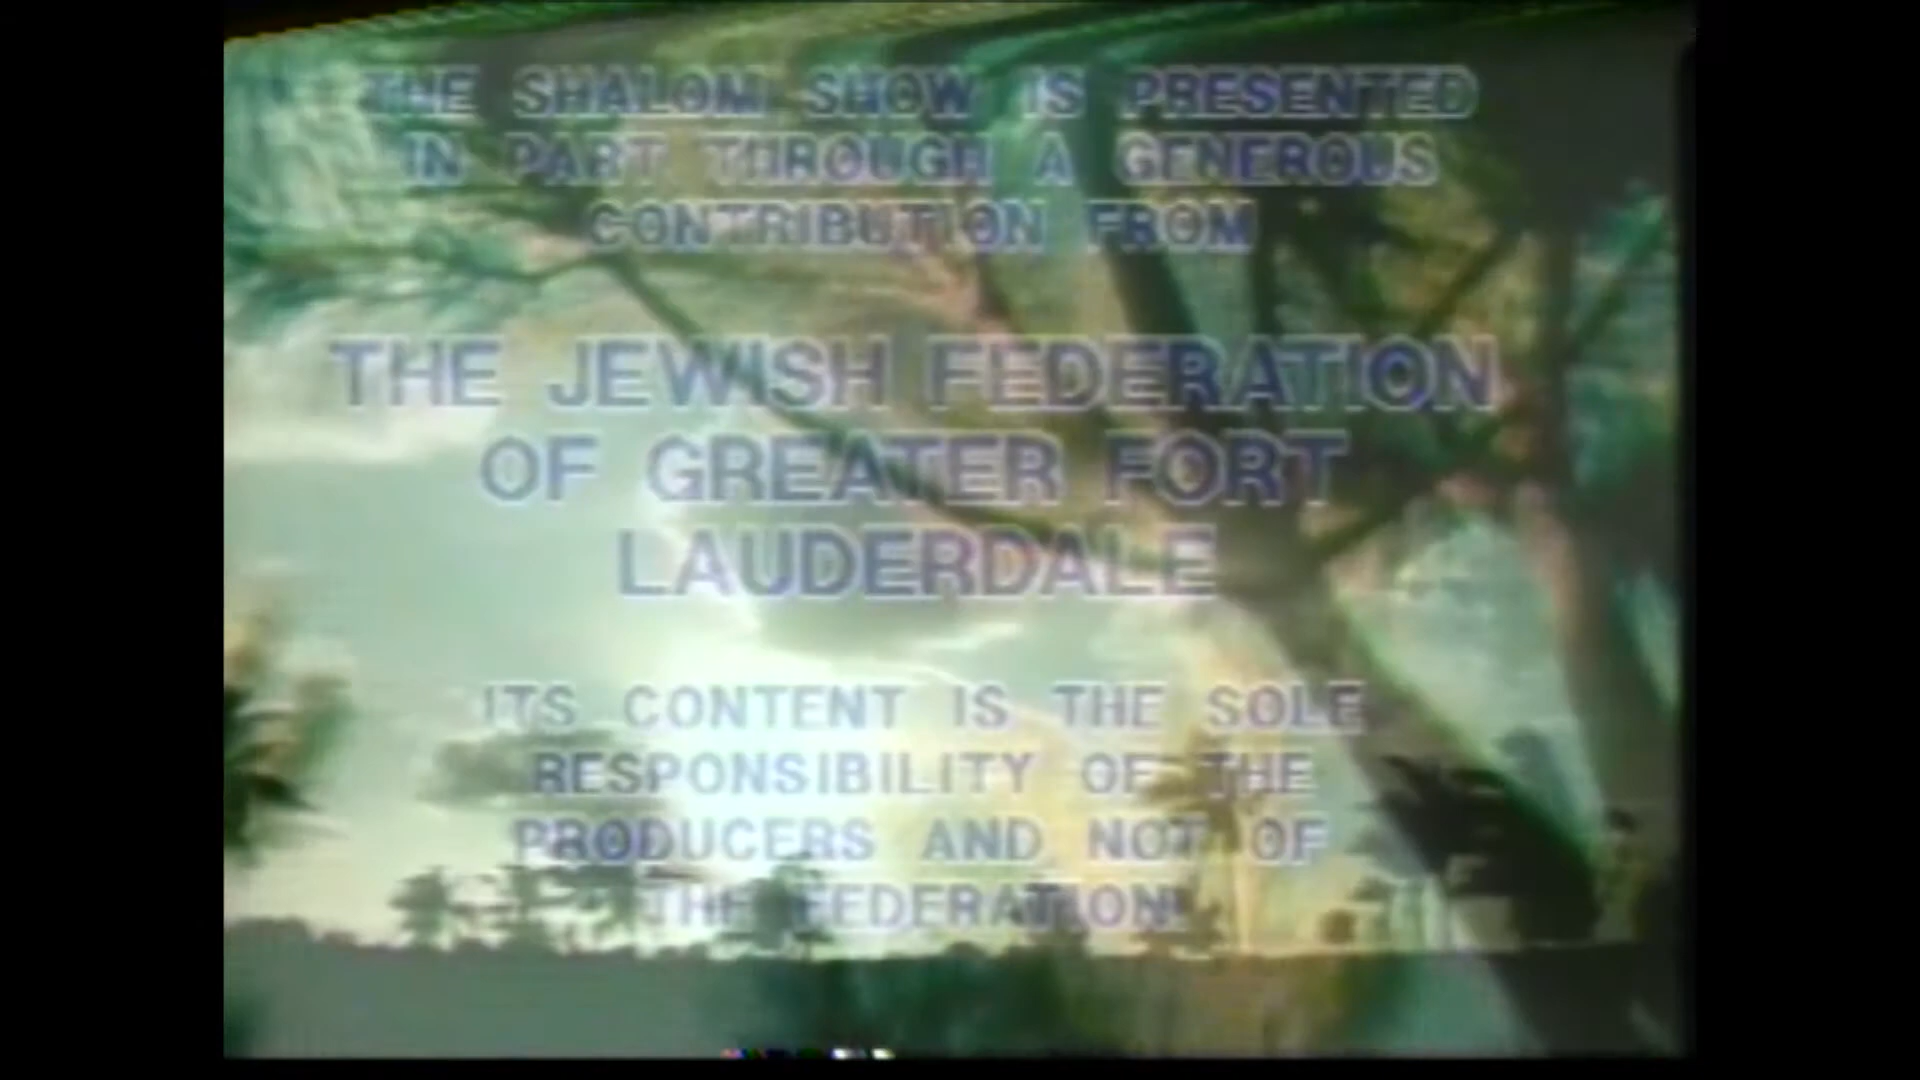 THE SHALOM SHOW IS PRESENTED
IN PART THROUGH A GENEROUS
CONTRIBUTION FROM
THE JEWISH FEDERATION
OF GREATER FORT
LAUDERDALE
ITS CONTENT IS THE SOLE
RESPONSIBILITY OF THE
PRODUCERS AND NOT OF
THE FEDERATION!